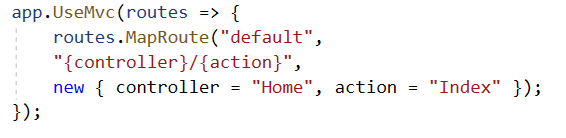 app.UseMvc(routes => {
    routes.MapRoute("default",
    "{controller}/{action}",
    new { controller = "Home", action = "Index" });
});